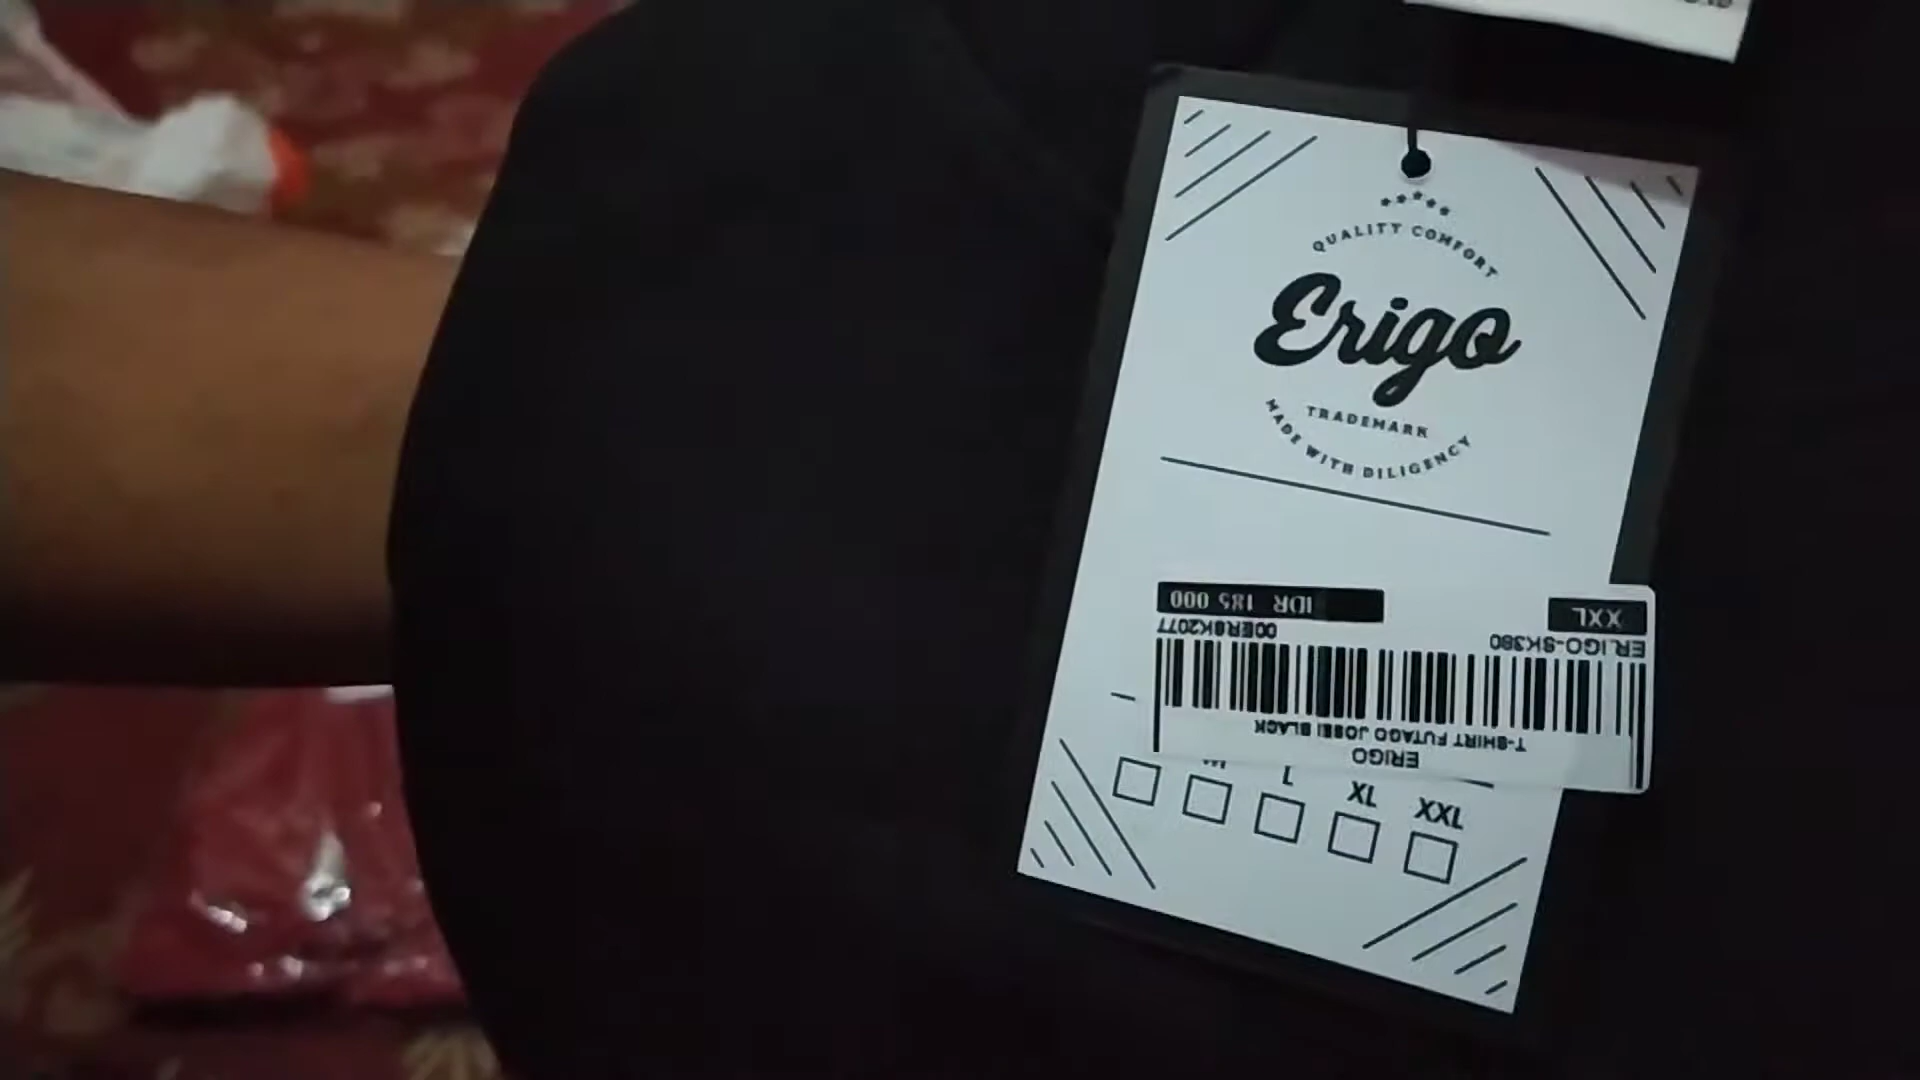 QUALITY COMFORT
Erigo
TRADEMARK
MADE WITH DILIGENCY
ERIGO
T-SHIRT FUTAGO JOSEI BLACK
ERIGO-SK380
00ERSK2077
XXL
IDR 185 000
L
XL
XXL